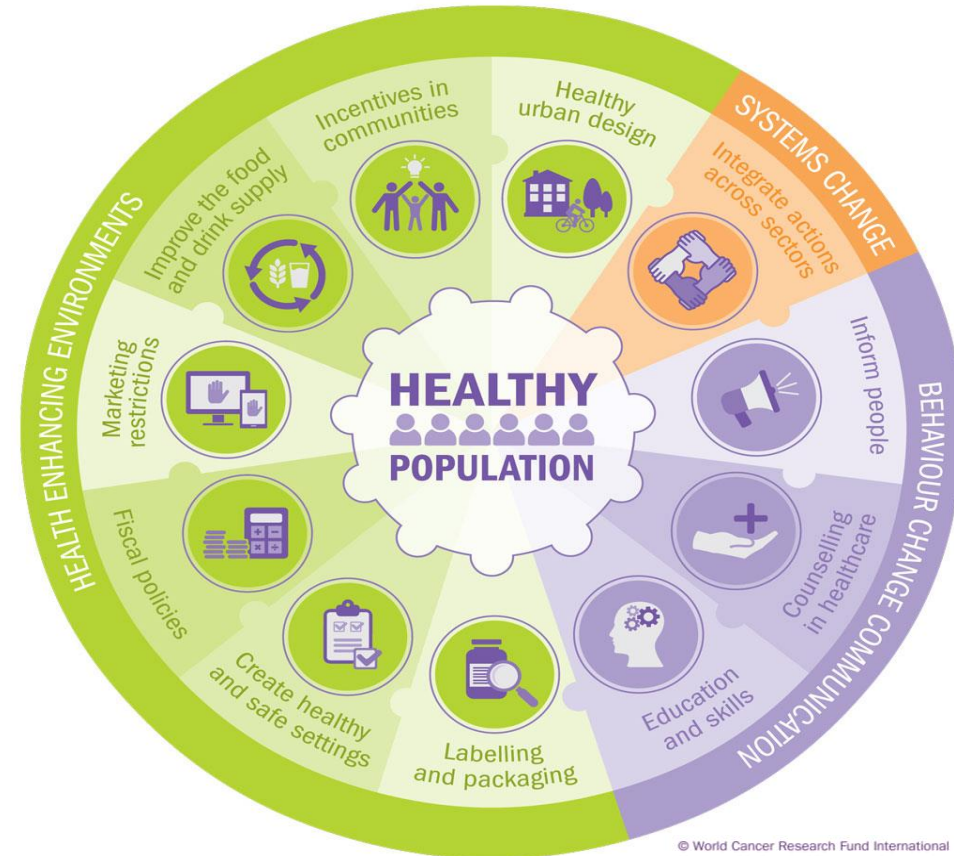 HEALTHY
POPULATION
HEALTH ENHANCING ENVIRONMENTS
Labelling
and packaging
Create healthy
and safe settings
Fiscal policies
Marketing
restrictions
Improve the food
and drink supply
Incentives in
communities
Healthy
urban design
SYSTEMS CHANGE
Integrate actions
across sectors
BEHAVIOUR CHANGE COMMUNICATION
Inform people
Counselling
in healthcare
Education
and skills
© World Cancer Research Fund International